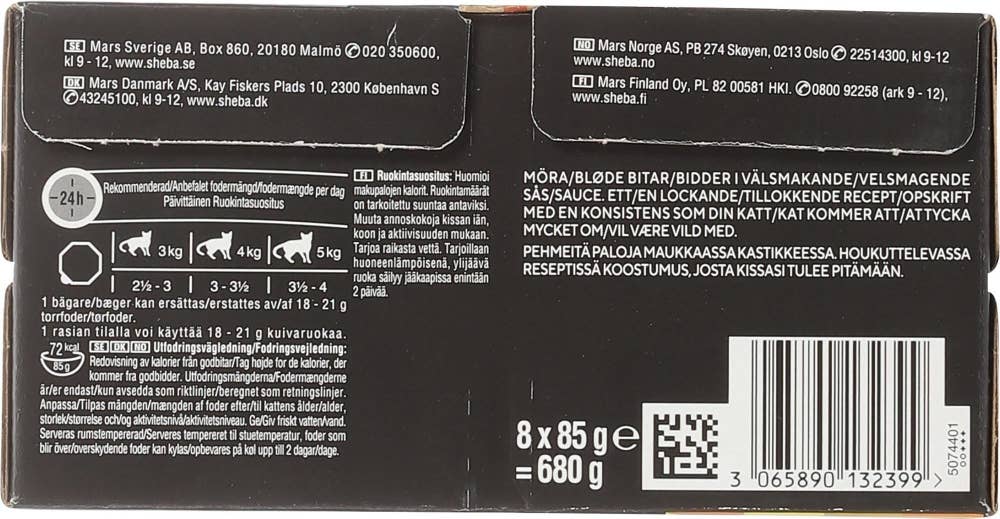 SE Mars Sverige AB, Box 860, 20180 Malmö ✆ 020 350600,
kl 9 - 12, www.sheba.se
DK Mars Danmark A/S, Kay Fiskers Plads 10, 2300 København S
✆ 43245100, kl 9-12, www.sheba.dk
NO Mars Norge AS, PB 274 Skøyen, 0213 Oslo ✆ 22514300, kl 9-12
www.sheba.no
FI Mars Finland Oy, PL 82 00581 HKI. ✆ 0800 92258 (ark 9 - 12),
www.sheba.fi
24h
Rekommenderad/Anbefalet fodermängd/fodermængde per dag
Päivittäinen Ruokintasuositus
3 kg 4 kg 5 kg
2½ - 3 3 - 3½ 3½ - 4
1 bägare/bæger kan ersättas/erstattes av/af 18 - 21 g
torrfoder/tørfoder.
1 rasian tilalla voi käyttää 18 - 21 g kuivaruokaa.
72 kcal
85 g
SE DK NO Utfodringsvägledning/Fodringsvejledning:
Redovisning av kalorier från godbitar/Tag højde for de kalorier, der
kommer fra godbidder. Utfodringsmängderna/Fodermængderne
är/er endast/kun avsedda som riktlinjer/beregnet som retningslinjer.
Anpassa/Tilpas mängden/mængden af foder efter/til kattens ålder/alder,
storlek/størrelse och/og aktivitetsnivå/aktivitetsniveau. Ge/Giv friskt vatten/vand.
Serveras rumstempererad/Serveres tempereret til stuetemperatur, foder som
blir över/overskydende foder kan kylas/opbevares på køl upp till 2 dagar/dage.
FI Ruokintasuositus: Huomioi
makupalojen kalorit. Ruokintamäärät
on tarkoitettu suuntaa antaviksi.
Muuta annoskokoja kissan iän,
koon ja aktiivisuuden mukaan.
Tarjoa raikasta vettä. Tarjoillaan
huoneenlämpöisenä, ylijäävä
ruoka säilyy jääkaapissa enintään
2 päivää.
MÖRA/BLØDE BITAR/BIDDER I VÄLSMAKANDE/VELSMAGENDE
SÅS/SAUCE. ETT/EN LOCKANDE/TILLOKKENDE RECEPT/OPSKRIFT
MED EN KONSISTENS SOM DIN KATT/KAT KOMMER ATT/AT TYCKA
MYCKET OM/VIL VÆRE VILD MED.
PEHMEITÄ PALOJA MAUKKAASSA KASTIKKEESSA. HOUKUTTELEVASSA
RESEPTISSÄ KOOSTUMUS, JOSTA KISSASI TULEE PITÄMÄÄN.
8 x 85 g e
= 680 g
3 065890 132399 >
5074401